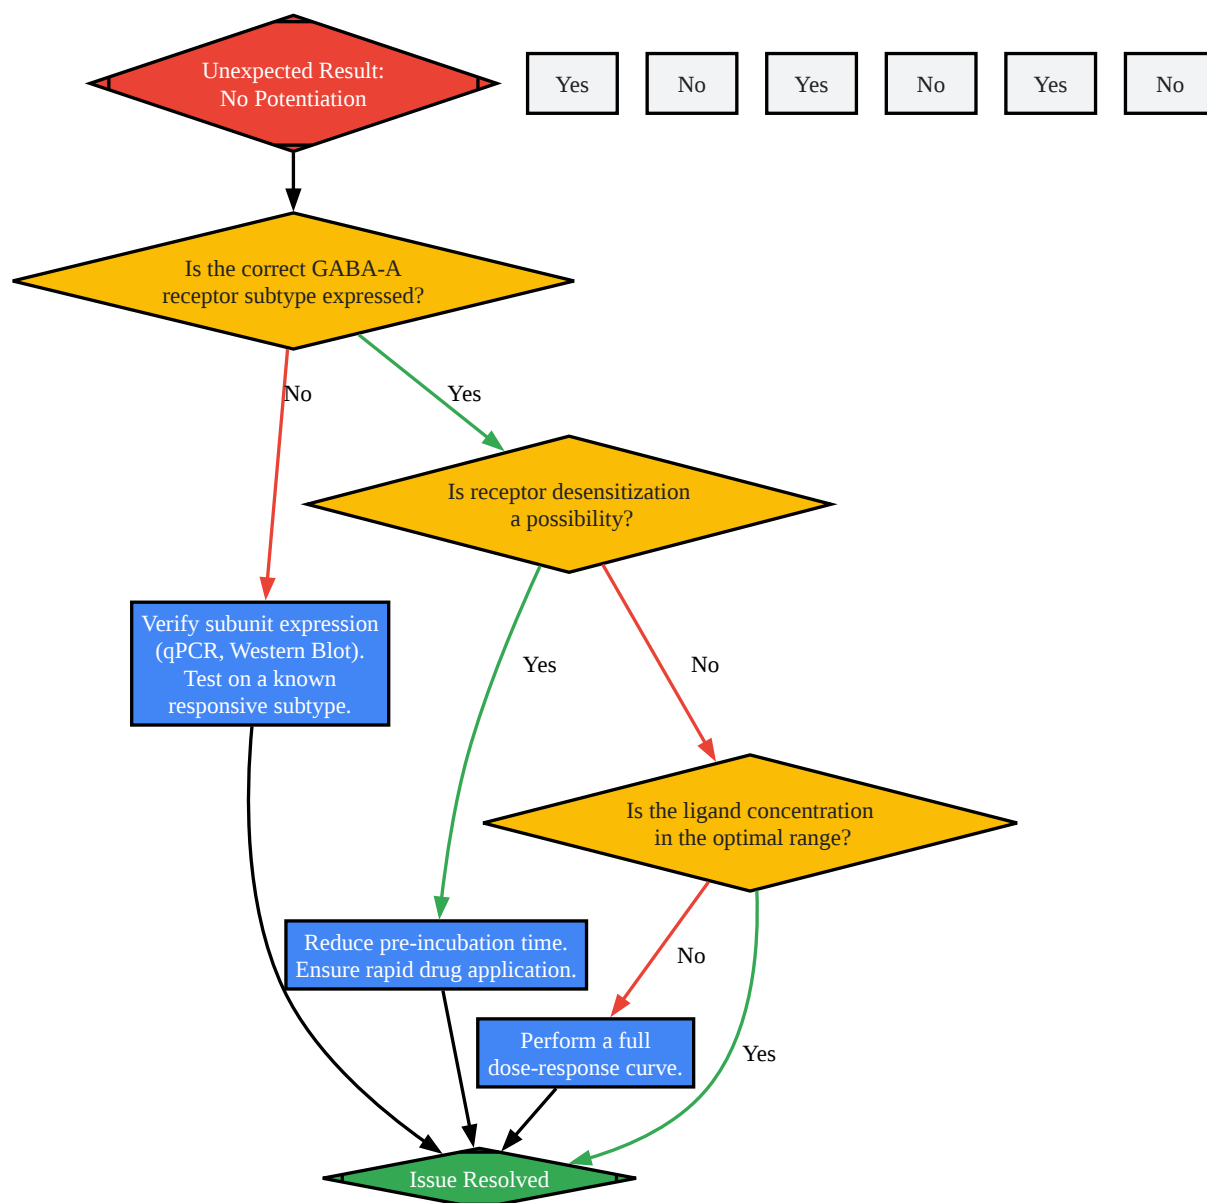 Unexpected Result:
No Potentiation
Yes
No
Yes
No
Yes
No
Is the correct GABA-A
receptor subtype expressed?
No
Yes
Is receptor desensitization
a possibility?
Verify subunit expression
(qPCR, Western Blot).
Test on a known
responsive subtype.
Yes
No
Is the ligand concentration
in the optimal range?
Reduce pre-incubation time.
Ensure rapid drug application.
No
Perform a full
dose-response curve.
Yes
Issue Resolved